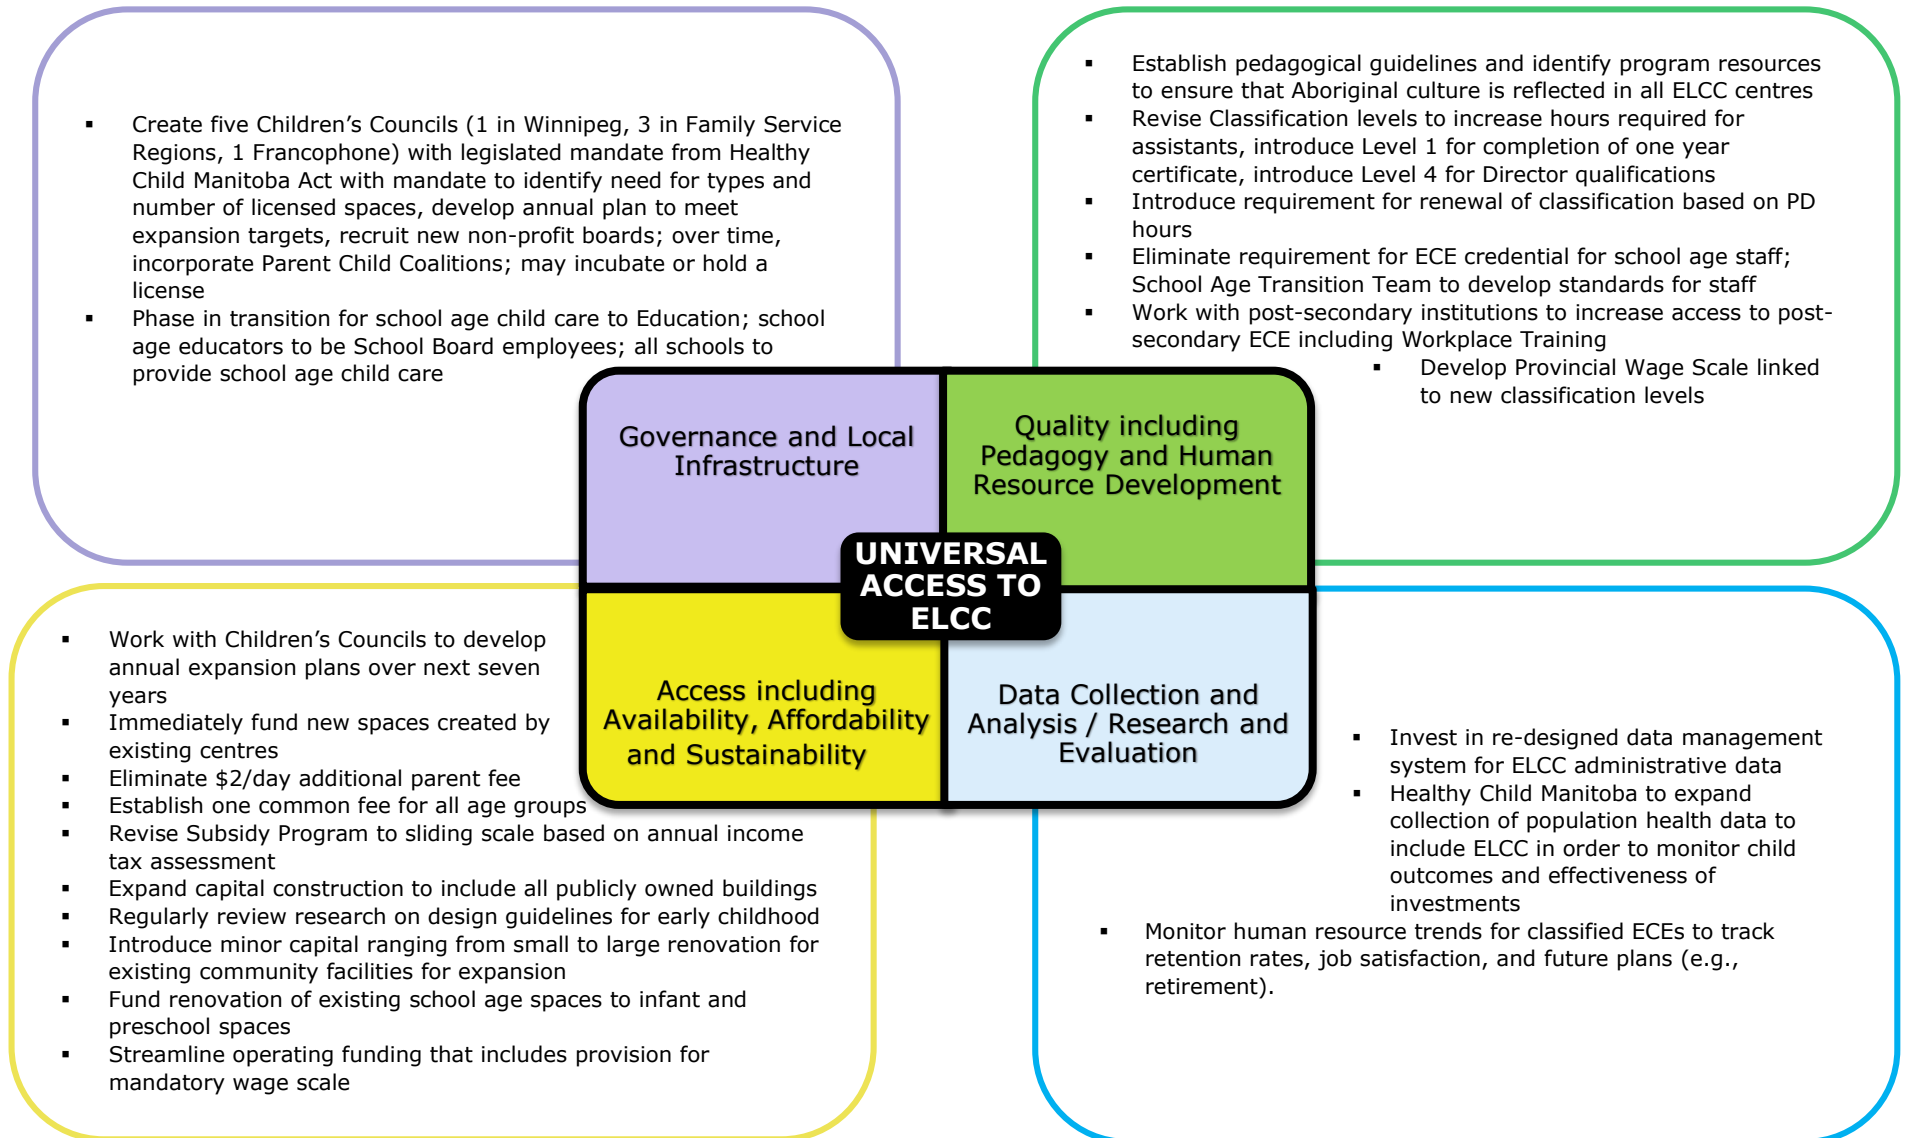 ▪ Create five Children’s Councils (1 in Winnipeg, 3 in Family Service
Regions, 1 Francophone) with legislated mandate from Healthy
Child Manitoba Act with mandate to identify need for types and
number of licensed spaces, develop annual plan to meet
expansion targets, recruit new non-profit boards; over time,
incorporate Parent Child Coalitions; may incubate or hold a
license
▪ Phase in transition for school age child care to Education; school
age educators to be School Board employees; all schools to
provide school age child care
▪ Establish pedagogical guidelines and identify program resources
to ensure that Aboriginal culture is reflected in all ELCC centres
▪ Revise Classification levels to increase hours required for
assistants, introduce Level 1 for completion of one year
certificate, introduce Level 4 for Director qualifications
▪ Introduce requirement for renewal of classification based on PD
hours
▪ Eliminate requirement for ECE credential for school age staff;
School Age Transition Team to develop standards for staff
▪ Work with post-secondary institutions to increase access to post-
secondary ECE including Workplace Training
▪ Develop Provincial Wage Scale linked
to new classification levels
Governance and Local
Infrastructure
Quality including
Pedagogy and Human
Resource Development
UNIVERSAL
ACCESS TO
ELCC
Access including
Availability, Affordability
and Sustainability
Data Collection and
Analysis / Research and
Evaluation
▪ Work with Children’s Councils to develop
annual expansion plans over next seven
years
▪ Immediately fund new spaces created by
existing centres
▪ Eliminate $2/day additional parent fee
▪ Establish one common fee for all age groups
▪ Revise Subsidy Program to sliding scale based on annual income
tax assessment
▪ Expand capital construction to include all publicly owned buildings
▪ Regularly review research on design guidelines for early childhood
▪ Introduce minor capital ranging from small to large renovation for
existing community facilities for expansion
▪ Fund renovation of existing school age spaces to infant and
preschool spaces
▪ Streamline operating funding that includes provision for
mandatory wage scale
▪ Invest in re-designed data management
system for ELCC administrative data
▪ Healthy Child Manitoba to expand
collection of population health data to
include ELCC in order to monitor child
outcomes and effectiveness of
investments
▪ Monitor human resource trends for classified ECEs to track
retention rates, job satisfaction, and future plans (e.g.,
retirement).